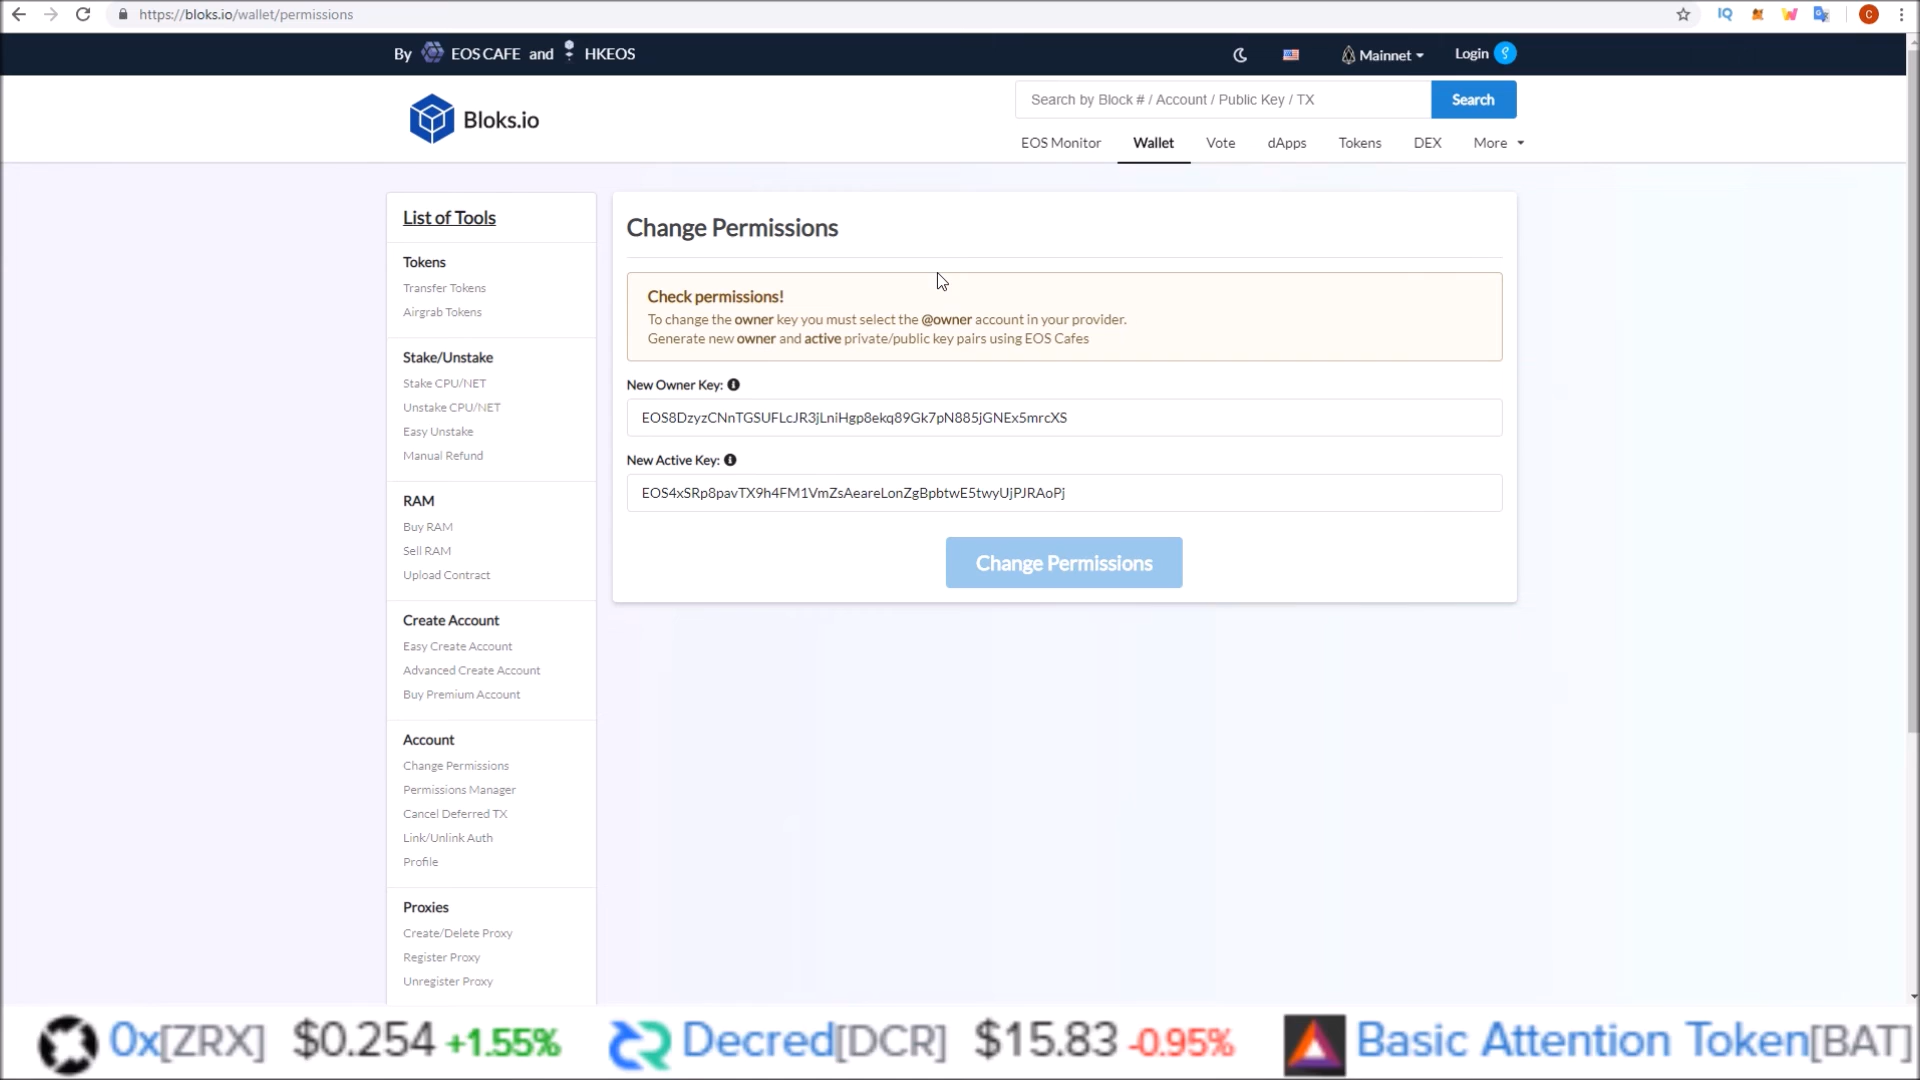 https://bloks.io/wallet/permissions
By EOS CAFE and HKEOS
Mainnet
Login
Bloks.io
Search by Block # / Account / Public Key / TX
Search
EOS Monitor
Wallet
Vote
dApps
Tokens
DEX
More
List of Tools
Tokens
Transfer Tokens
Airgrab Tokens
Stake/Unstake
Stake CPU/NET
Unstake CPU/NET
Easy Unstake
Manual Refund
RAM
Buy RAM
Sell RAM
Upload Contract
Create Account
Easy Create Account
Advanced Create Account
Buy Premium Account
Account
Change Permissions
Permissions Manager
Cancel Deferred TX
Link/Unlink Auth
Profile
Proxies
Create/Delete Proxy
Register Proxy
Unregister Proxy
Change Permissions
Check permissions!
To change the owner key you must select the @owner account in your provider.
Generate new owner and active private/public key pairs using EOS Cafes
New Owner Key:
EOS8DzyzCNnTGSUFLcJR3jLniHgp8ekq89Gk7pN885jGNEx5mrcXS
New Active Key:
EOS4xSRp8pavTX9h4FM1VmZsAeareLonZgBpbtwE5twyUjPJRAoPj
Change Permissions
0x[ZRX] $0.254 +1.55%
Decred[DCR] $15.83 -0.95%
Basic Attention Token[BAT]